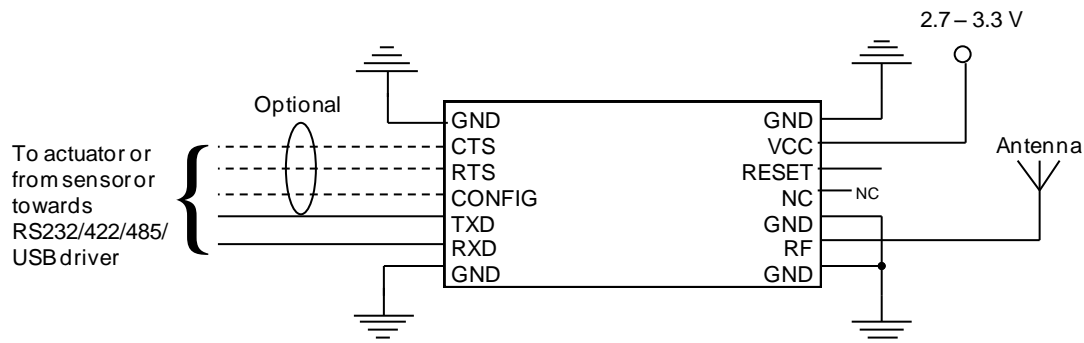 2.7 – 3.3 V
Optional
To actuator or
from sensor or
towards
RS232/422/485/
USB driver
GND
CTS
RTS
CONFIG
TXD
RXD
GND
GND
VCC
RESET
NC
NC
GND
RF
GND
Antenna